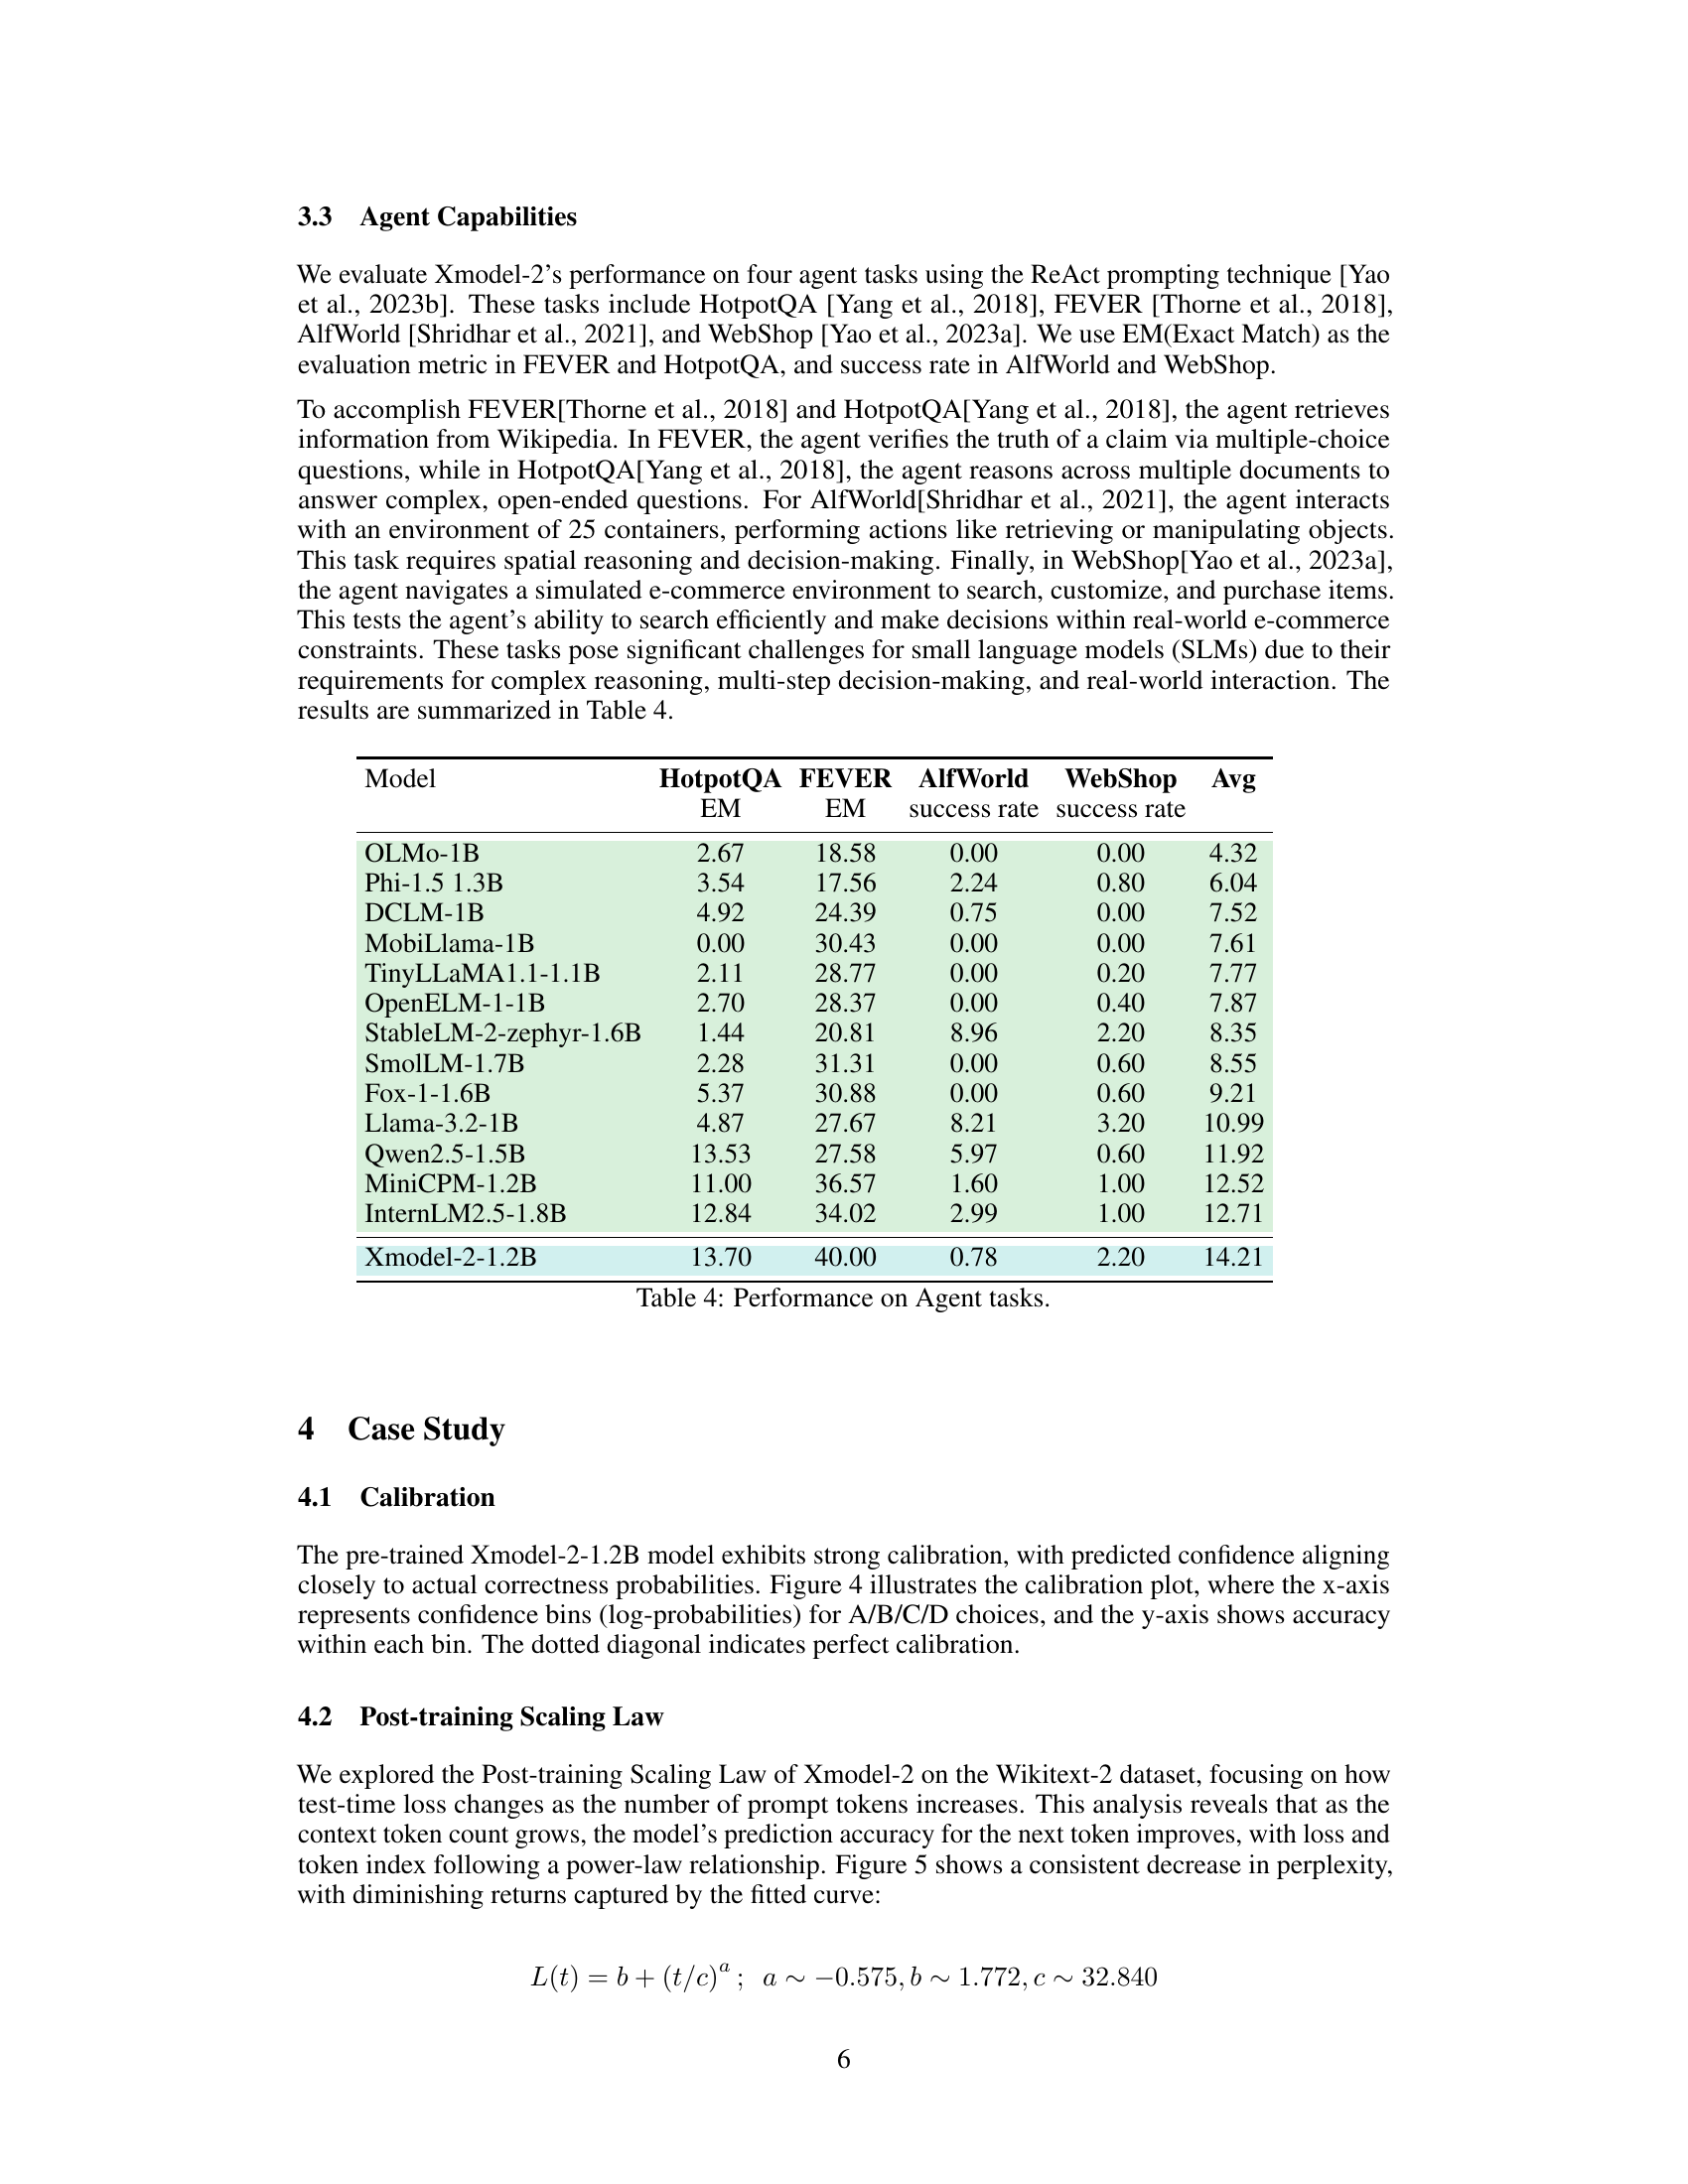 3.3 Agent Capabilities
We evaluate Xmodel-2's performance on four agent tasks using the ReAct prompting technique [Yao
et al., 2023b]. These tasks include HotpotQA [Yang et al., 2018], FEVER [Thorne et al., 2018],
AlfWorld [Shridhar et al., 2021], and WebShop [Yao et al., 2023a]. We use EM(Exact Match) as the
evaluation metric in FEVER and HotpotQA, and success rate in AlfWorld and WebShop.
To accomplish FEVER[Thorne et al., 2018] and HotpotQA[Yang et al., 2018], the agent retrieves
information from Wikipedia. In FEVER, the agent verifies the truth of a claim via multiple-choice
questions, while in HotpotQA[Yang et al., 2018], the agent reasons across multiple documents to
answer complex, open-ended questions. For AlfWorld[Shridhar et al., 2021], the agent interacts
with an environment of 25 containers, performing actions like retrieving or manipulating objects.
This task requires spatial reasoning and decision-making. Finally, in WebShop[Yao et al., 2023a],
the agent navigates a simulated e-commerce environment to search, customize, and purchase items.
This tests the agent's ability to search efficiently and make decisions within real-world e-commerce
constraints. These tasks pose significant challenges for small language models (SLMs) due to their
requirements for complex reasoning, multi-step decision-making, and real-world interaction. The
results are summarized in Table 4.
Model HotpotQA FEVER AlfWorld WebShop Avg
EM EM success rate success rate
OLMo-1B 2.67 18.58 0.00 0.00 4.32
Phi-1.5 1.3B 3.54 17.56 2.24 0.80 6.04
DCLM-1B 4.92 24.39 0.75 0.00 7.52
MobiLlama-1B 0.00 30.43 0.00 0.00 7.61
TinyLLaMA1.1-1.1B 2.11 28.77 0.00 0.20 7.77
OpenELM-1-1B 2.70 28.37 0.00 0.40 7.87
StableLM-2-zephyr-1.6B 1.44 20.81 8.96 2.20 8.35
SmolLM-1.7B 2.28 31.31 0.00 0.60 8.55
Fox-1-1.6B 5.37 30.88 0.00 0.60 9.21
Llama-3.2-1B 4.87 27.67 8.21 3.20 10.99
Qwen2.5-1.5B 13.53 27.58 5.97 0.60 11.92
MiniCPM-1.2B 11.00 36.57 1.60 1.00 12.52
InternLM2.5-1.8B 12.84 34.02 2.99 1.00 12.71
Xmodel-2-1.2B 13.70 40.00 0.78 2.20 14.21
Table 4: Performance on Agent tasks.
4 Case Study
4.1 Calibration
The pre-trained Xmodel-2-1.2B model exhibits strong calibration, with predicted confidence aligning
closely to actual correctness probabilities. Figure 4 illustrates the calibration plot, where the x-axis
represents confidence bins (log-probabilities) for A/B/C/D choices, and the y-axis shows accuracy
within each bin. The dotted diagonal indicates perfect calibration.
4.2 Post-training Scaling Law
We explored the Post-training Scaling Law of Xmodel-2 on the Wikitext-2 dataset, focusing on how
test-time loss changes as the number of prompt tokens increases. This analysis reveals that as the
context token count grows, the model's prediction accuracy for the next token improves, with loss and
token index following a power-law relationship. Figure 5 shows a consistent decrease in perplexity,
with diminishing returns captured by the fitted curve:
L(t) = b + (t/c)^a ; a ∼ −0.575, b ∼ 1.772, c ∼ 32.840
6